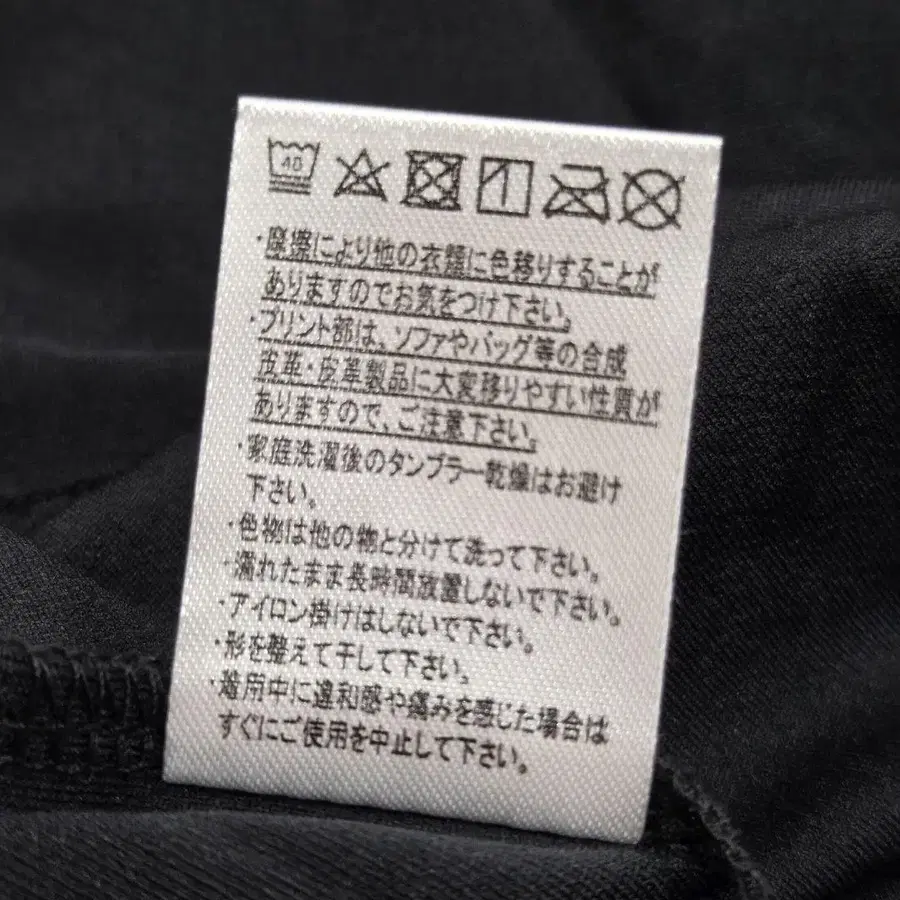 40
・摩擦により他の衣類に色移りすることが
ありますのでお気をつけ下さい。
・プリント部は、ソファやバッグ等の合成
皮革・皮革製品に大変移りやすい性質が
ありますので、ご注意下さい。
・家庭洗濯後のタンブラー乾燥はお避け
下さい。
・色物は他の物と分けて洗って下さい。
・濡れたまま長時間放置しないで下さい。
・アイロン掛けはしないで下さい。
・形を整えて干して下さい。
・着用中に違和感や痛みを感じた場合は
すぐにご使用を中止して下さい。